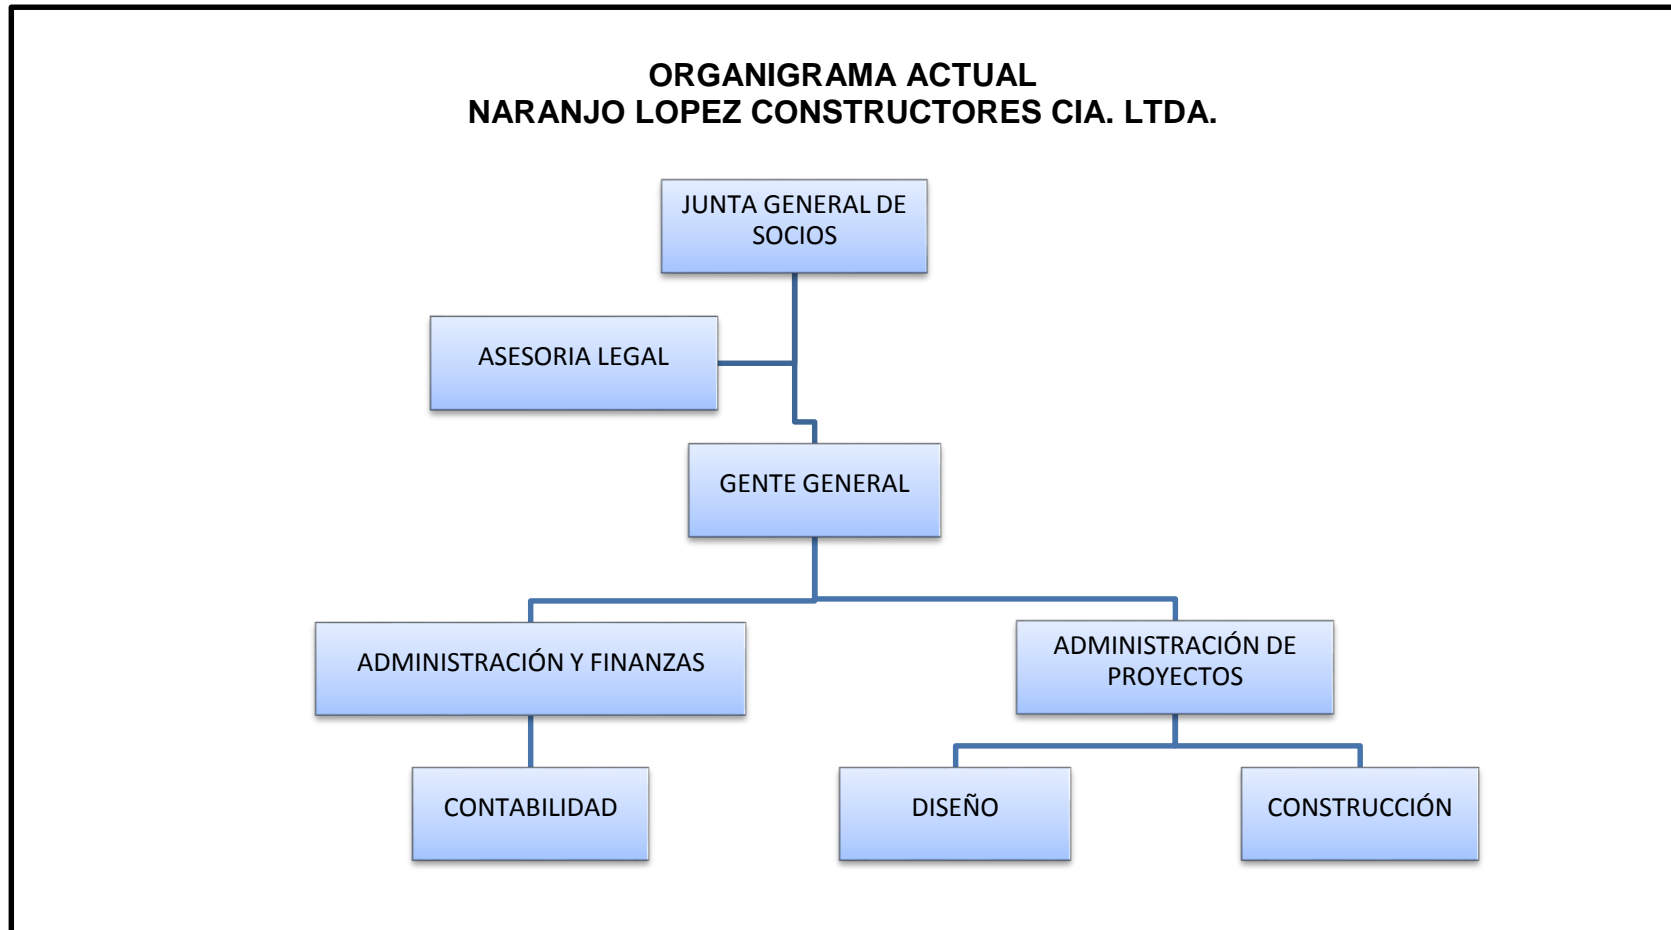 ORGANIGRAMA ACTUAL
NARANJO LOPEZ CONSTRUCTORES CIA. LTDA.
JUNTA GENERAL DE
SOCIOS
ASESORIA LEGAL
GENTE GENERAL
ADMINISTRACIÓN Y FINANZAS
ADMINISTRACIÓN DE
PROYECTOS
CONTABILIDAD
DISEÑO
CONSTRUCCIÓN